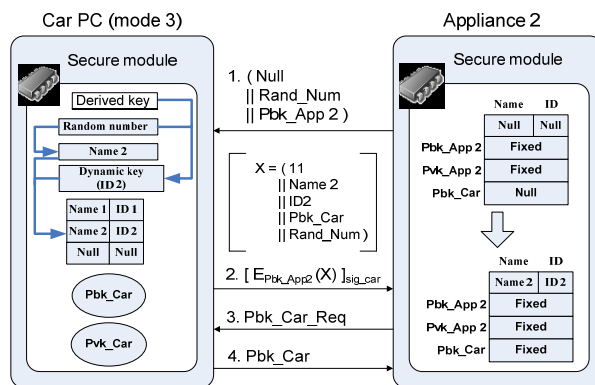 Car PC (mode 3)
Appliance 2
Secure module
Derived key
Random number
Name 2
Dynamic key
(ID 2)
Name 1 ID 1
Name 2 ID 2
Null Null
Pbk_Car
Pvk_Car
1. ( Null
|| Rand_Num
|| Pbk_App 2 )
X = ( 11
|| Name 2
|| ID2
|| Pbk_Car
|| Rand_Num )
2. [ E_Pbk_App2 (X) ]_sig_car
3. Pbk_Car_Req
4. Pbk_Car
Secure module
Name ID
Null Null
Pbk_App 2 Fixed
Pvk_App 2 Fixed
Pbk_Car Null
Name ID
Name 2 ID 2
Pbk_App 2 Fixed
Pvk_App 2 Fixed
Pbk_Car Fixed